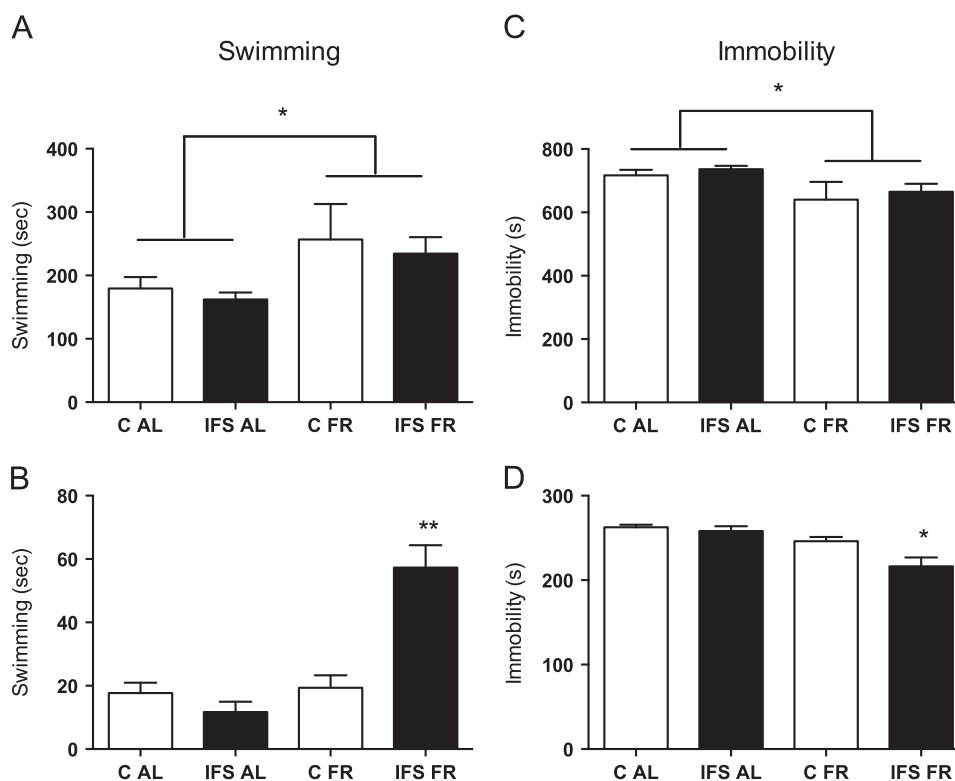 A
Swimming
*
400
300
200
100
0
Swimming (sec)
C AL IFS AL C FR IFS FR
C
Immobility
*
800
600
400
200
0
Immobility (s)
C AL IFS AL C FR IFS FR
B
80
60
40
20
0
Swimming (sec)
**
C AL IFS AL C FR IFS FR
D
300
200
100
0
Immobility (s)
*
C AL IFS AL C FR IFS FR